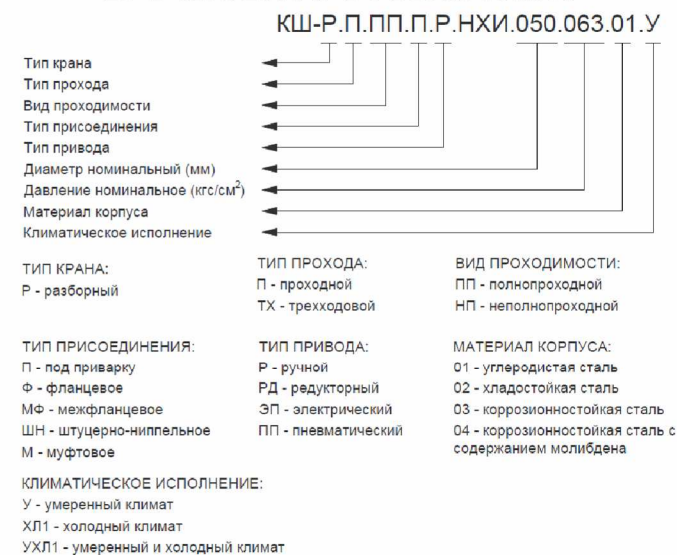 КШ-Р.П.ПП.П.Р.НХИ.050.063.01.У
Тип крана
Тип прохода
Вид проходимости
Тип присоединения
Тип привода
Диаметр номинальный (мм)
Давление номинальное (кгс/см²)
Материал корпуса
Климатическое исполнение
ТИП КРАНА:
Р - разборный
ТИП ПРОХОДА:
П - проходной
ТХ - трехходовой
ВИД ПРОХОДИМОСТИ:
ПП - полнопроходной
НП - неполнопроходной
ТИП ПРИСОЕДИНЕНИЯ:
П - под приварку
Ф - фланцевое
МФ - межфланцевое
ШН - штуцерно-ниппельное
М - муфтовое
ТИП ПРИВОДА:
Р - ручной
РД - редукторный
ЭП - электрический
ПП - пневматический
МАТЕРИАЛ КОРПУСА:
01 - углеродистая сталь
02 - хладостойкая сталь
03 - коррозионностойкая сталь
04 - коррозионностойкая сталь с
содержанием молибдена
КЛИМАТИЧЕСКОЕ ИСПОЛНЕНИЕ:
У - умеренный климат
ХЛ1 - холодный климат
УХЛ1 - умеренный и холодный климат